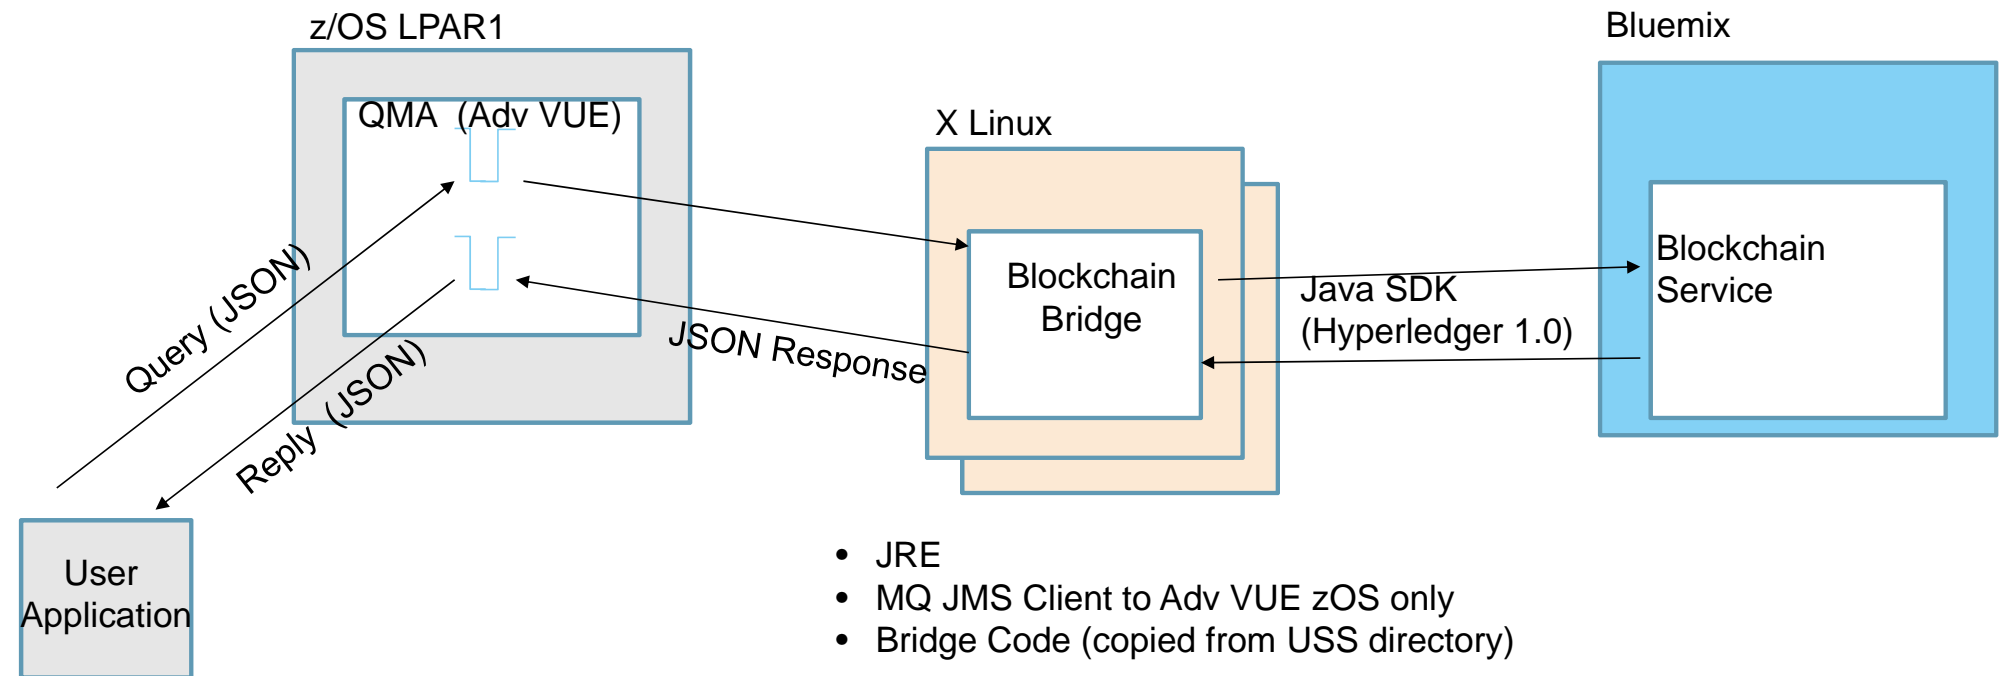 z/OS LPAR1
Bluemix
QMA  (Adv VUE)
X Linux
Query (JSON)
Reply  (JSON)
JSON Response
Blockchain
Bridge
Java SDK
(Hyperledger 1.0)
Blockchain
Service
User
Application
• JRE
• MQ JMS Client to Adv VUE zOS only
• Bridge Code (copied from USS directory)